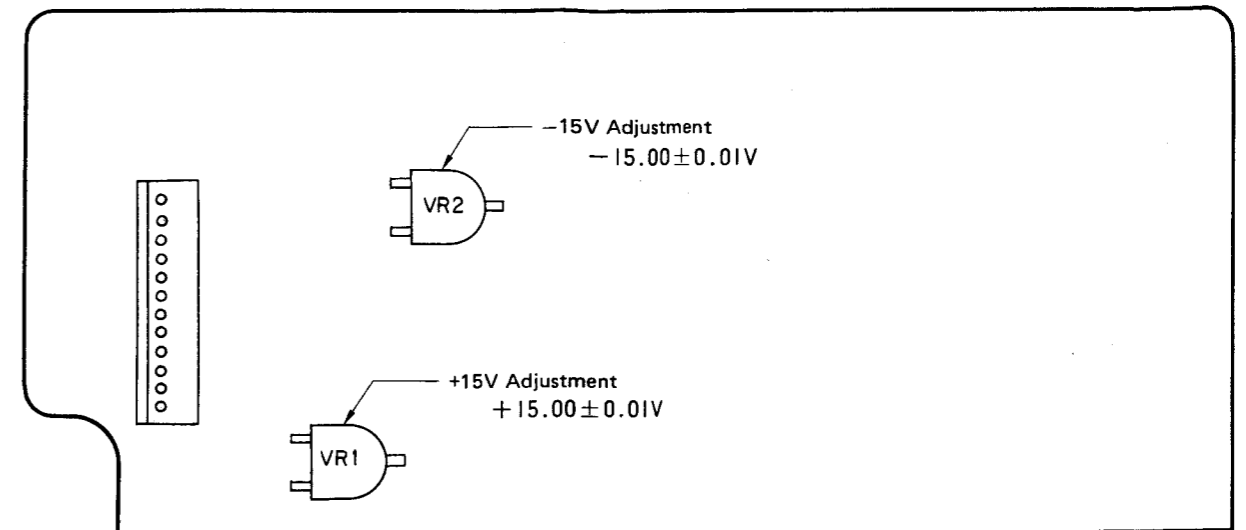 -15V Adjustment
-15.00±0.01V
VR2
+15V Adjustment
+15.00±0.01V
VR1